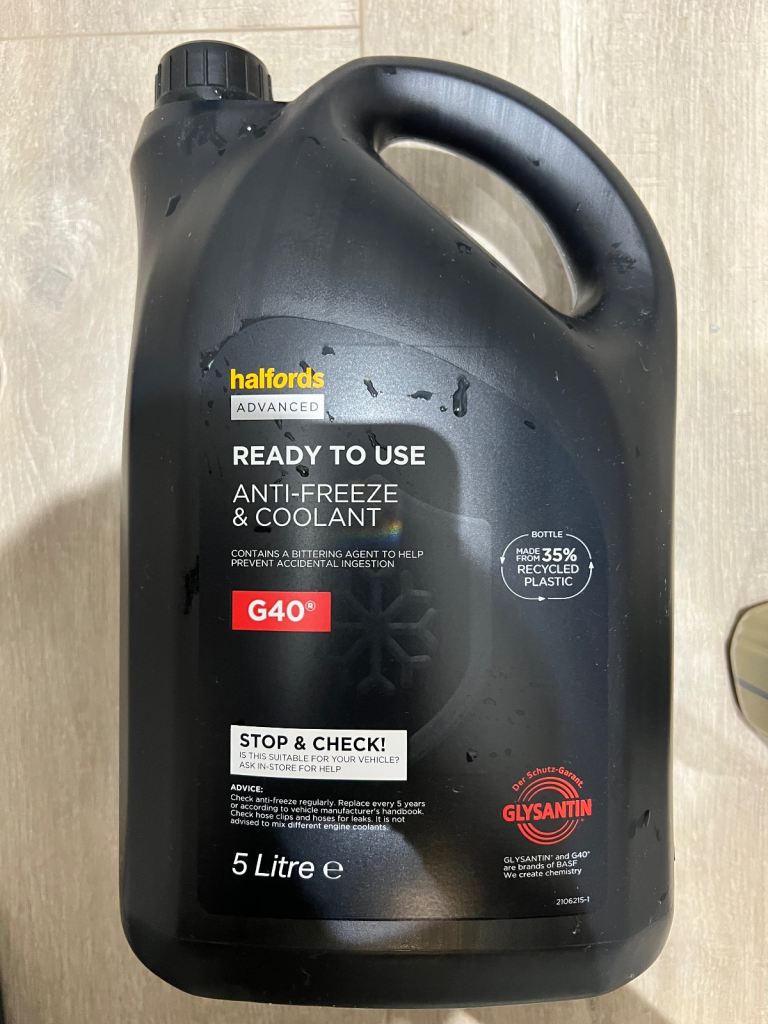 halfords
ADVANCED
READY TO USE
ANTI-FREEZE
& COOLANT
CONTAINS A BITTERING AGENT TO HELP
PREVENT ACCIDENTAL INGESTION
G40®
BOTTLE
MADE
FROM 35%
RECYCLED
PLASTIC
STOP & CHECK!
IS THIS SUITABLE FOR YOUR VEHICLE?
ASK IN-STORE FOR HELP
ADVICE:
Check anti-freeze regularly. Replace every 5 years
or according to vehicle manufacturer's handbook.
Check hose clips and hoses for leaks. It is not
advised to mix different engine coolants.
5 Litre ℮
Der Schutz-Garant.
GLYSANTIN®
GLYSANTIN® and G40®
are brands of BASF
We create chemistry
2106215-1